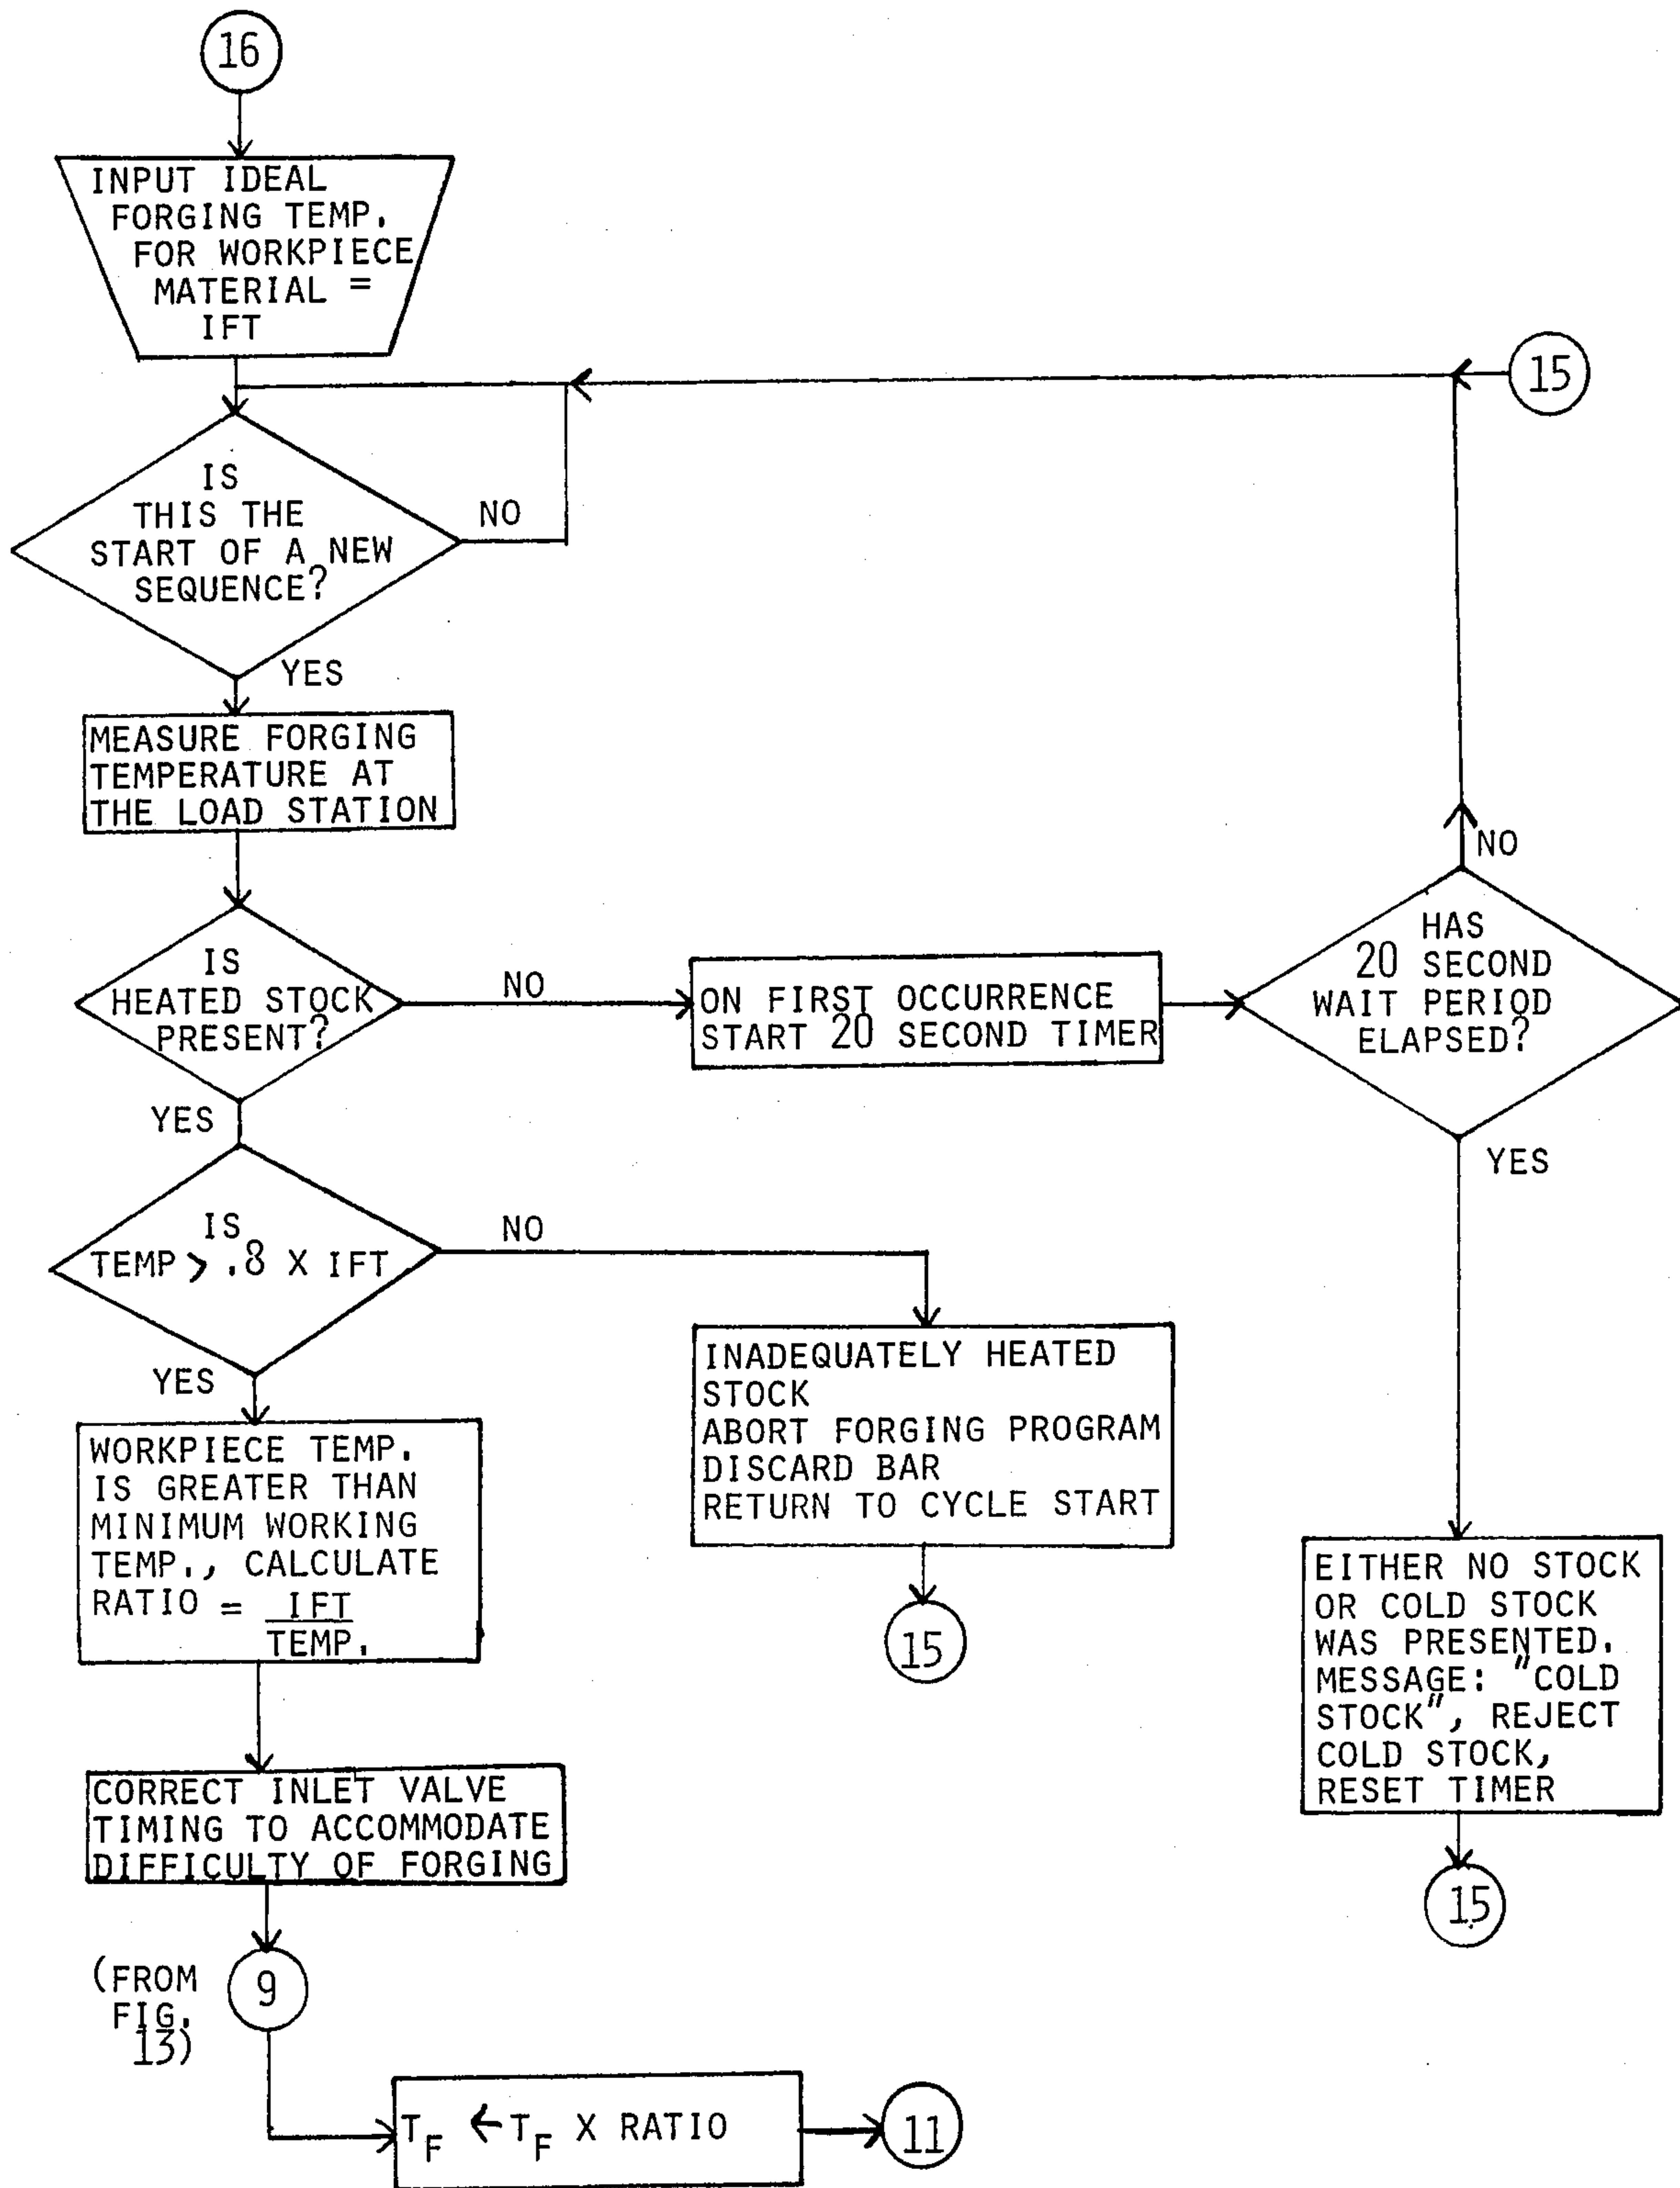 16
INPUT IDEAL
FORGING TEMP.
FOR WORKPIECE
MATERIAL =
IFT
15
IS
THIS THE
START OF A NEW
SEQUENCE?
NO
YES
MEASURE FORGING
TEMPERATURE AT
THE LOAD STATION
IS
HEATED STOCK
PRESENT?
NO
YES
ON FIRST OCCURRENCE
START 20 SECOND TIMER
HAS
20 SECOND
WAIT PERIOD
ELAPSED?
NO
YES
IS
TEMP > .8 X IFT
NO
YES
INADEQUATELY HEATED
STOCK
ABORT FORGING PROGRAM
DISCARD BAR
RETURN TO CYCLE START
15
WORKPIECE TEMP.
IS GREATER THAN
MINIMUM WORKING
TEMP., CALCULATE
RATIO = IFT
TEMP.
EITHER NO STOCK
OR COLD STOCK
WAS PRESENTED.
MESSAGE: "COLD
STOCK", REJECT
COLD STOCK,
RESET TIMER
15
CORRECT INLET VALVE
TIMING TO ACCOMMODATE
DIFFICULTY OF FORGING
(FROM
FIG.
13)
9
TF ← TF X RATIO
11